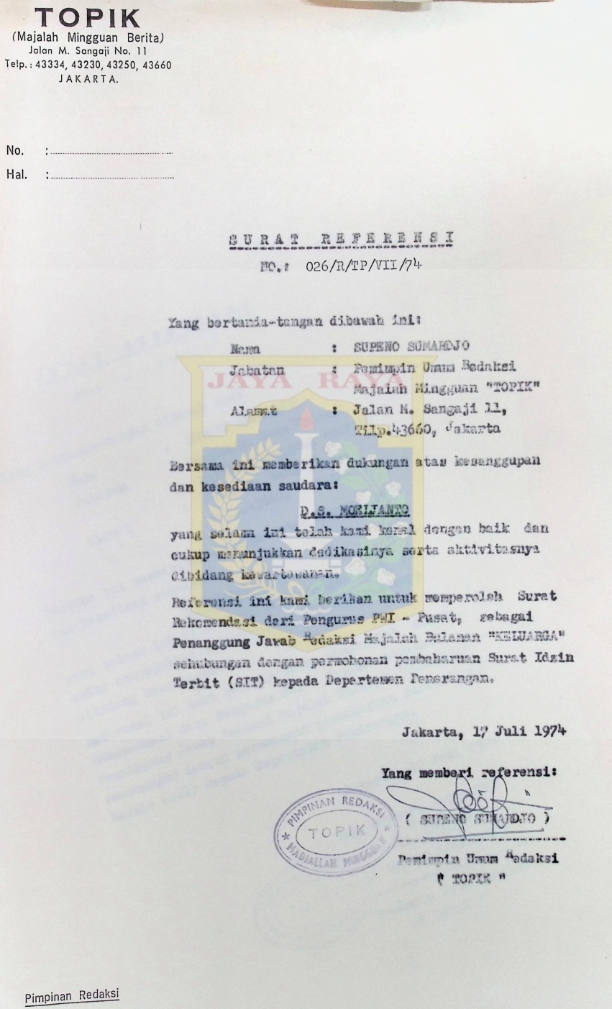 TOPIK
(Majalah Mingguan Berita)
Jalan M. Sangaji No. 11
Telp.: 43334, 43230, 43250, 43660
JAKARTA.
No. :
Hal. :
SURAT REFERENSI
NO.: 026/R/TP/VII/74
Yang bertanda-tangan dibawah ini:
Nama : SUPENO SUMARDJO
Jabatan : Pemimpin Umum Redaksi
Majalah Mingguan "TOPIK"
JAYA RAYA
Alamat : Jalan M. Sangaji 11,
Tilp.43660, Jakarta
Bersama ini memberikan dukungan atas kesanggupan
dan kesediaan saudara:
D.S. MOELJANTO
yang selama ini telah kami kenal dengan baik dan
cukup menunjukkan dedikasinya serta aktivitasnya
dibidang kewartawanan.
Referensi ini kami berikan untuk memperoleh Surat
Rekomendasi dari Pengurus PWI - Pusat, sebagai
Penanggung Jawab Redaksi Majalah Bulanan "KELUARGA"
sehubungan dengan permohonan pembaharuan Surat Idzin
Terbit (SIT) kepada Departemen Penerangan.
Jakarta, 17 Juli 1974
Yang memberi referensi:
PIMPINAN REDAKSI
TOPIK
MADJALLAH MINGGUAN
( SUPENO SUMARDJO )
Pemimpin Umum Redaksi
" TOPIK "
Pimpinan Redaksi